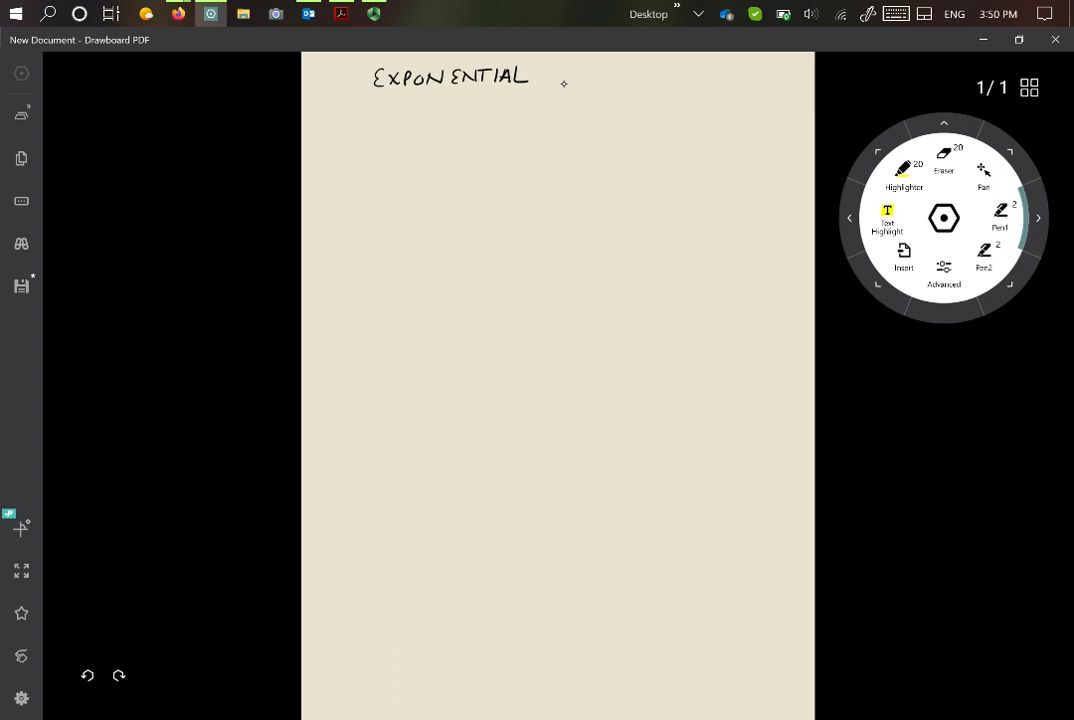 Desktop
ENG
3:50 PM
New Document - Drawboard PDF
EXPONENTIAL
1/ 1
20
Eraser
20
Highlighter
Pan
T
Text
Highlight
2
Pen1
Insert
2
Pen2
Advanced